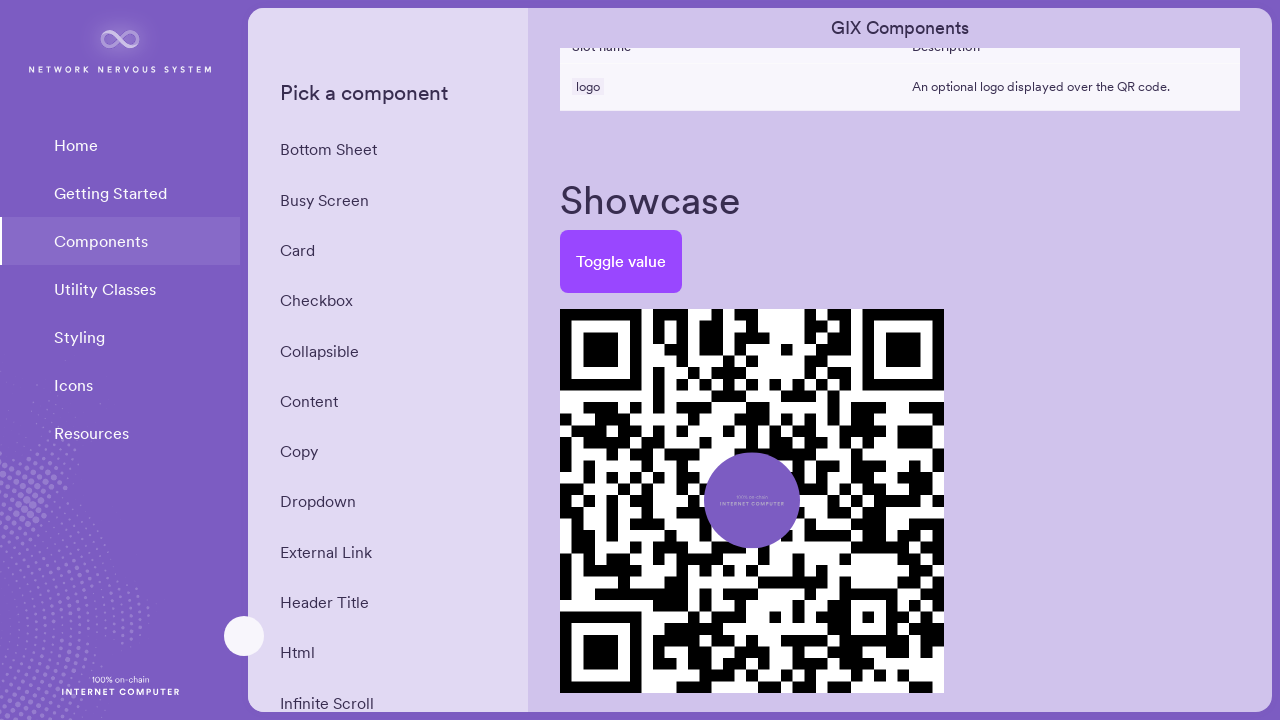 NETWORK NERVOUS SYSTEM
Home
Getting Started
Components
Utility Classes
Styling
Icons
Resources
100% on-chain
INTERNET COMPUTER
Pick a component
Bottom Sheet
Busy Screen
Card
Checkbox
Collapsible
Content
Copy
Dropdown
External Link
Header Title
Html
Infinite Scroll
GIX Components
Slot name Description
logo An optional logo displayed over the QR code.
Showcase
Toggle value
100% on-chain
INTERNET COMPUTER